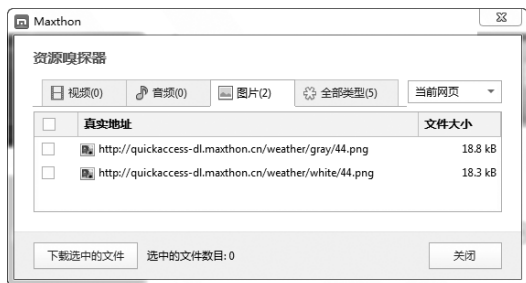 Maxthon
资源嗅探器
视频(0) 音频(0) 图片(2) 全部类型(5) 当前网页
真实地址 文件大小
http://quickaccess-dl.maxthon.cn/weather/gray/44.png 18.8 kB
http://quickaccess-dl.maxthon.cn/weather/white/44.png 18.3 kB
下载选中的文件 选中的文件数目: 0 关闭